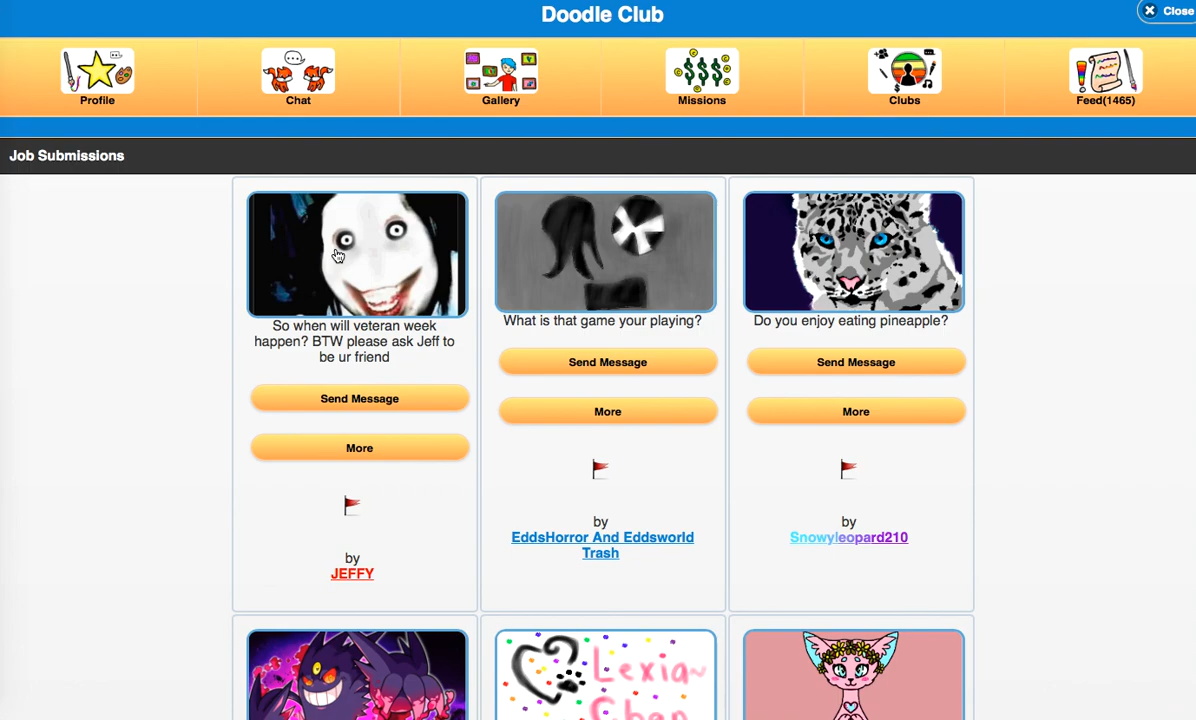 Doodle Club
Close
Profile
Chat
Gallery
Missions
Clubs
Feed(1465)
Job Submissions
So when will veteran week
happen? BTW please ask Jeff to
be ur friend
Send Message
More
by
JEFFY
What is that game your playing?
Send Message
More
by
EddsHorror And Eddsworld
Trash
Do you enjoy eating pineapple?
Send Message
More
by
Snowyleopard210
Lexia~
Chan